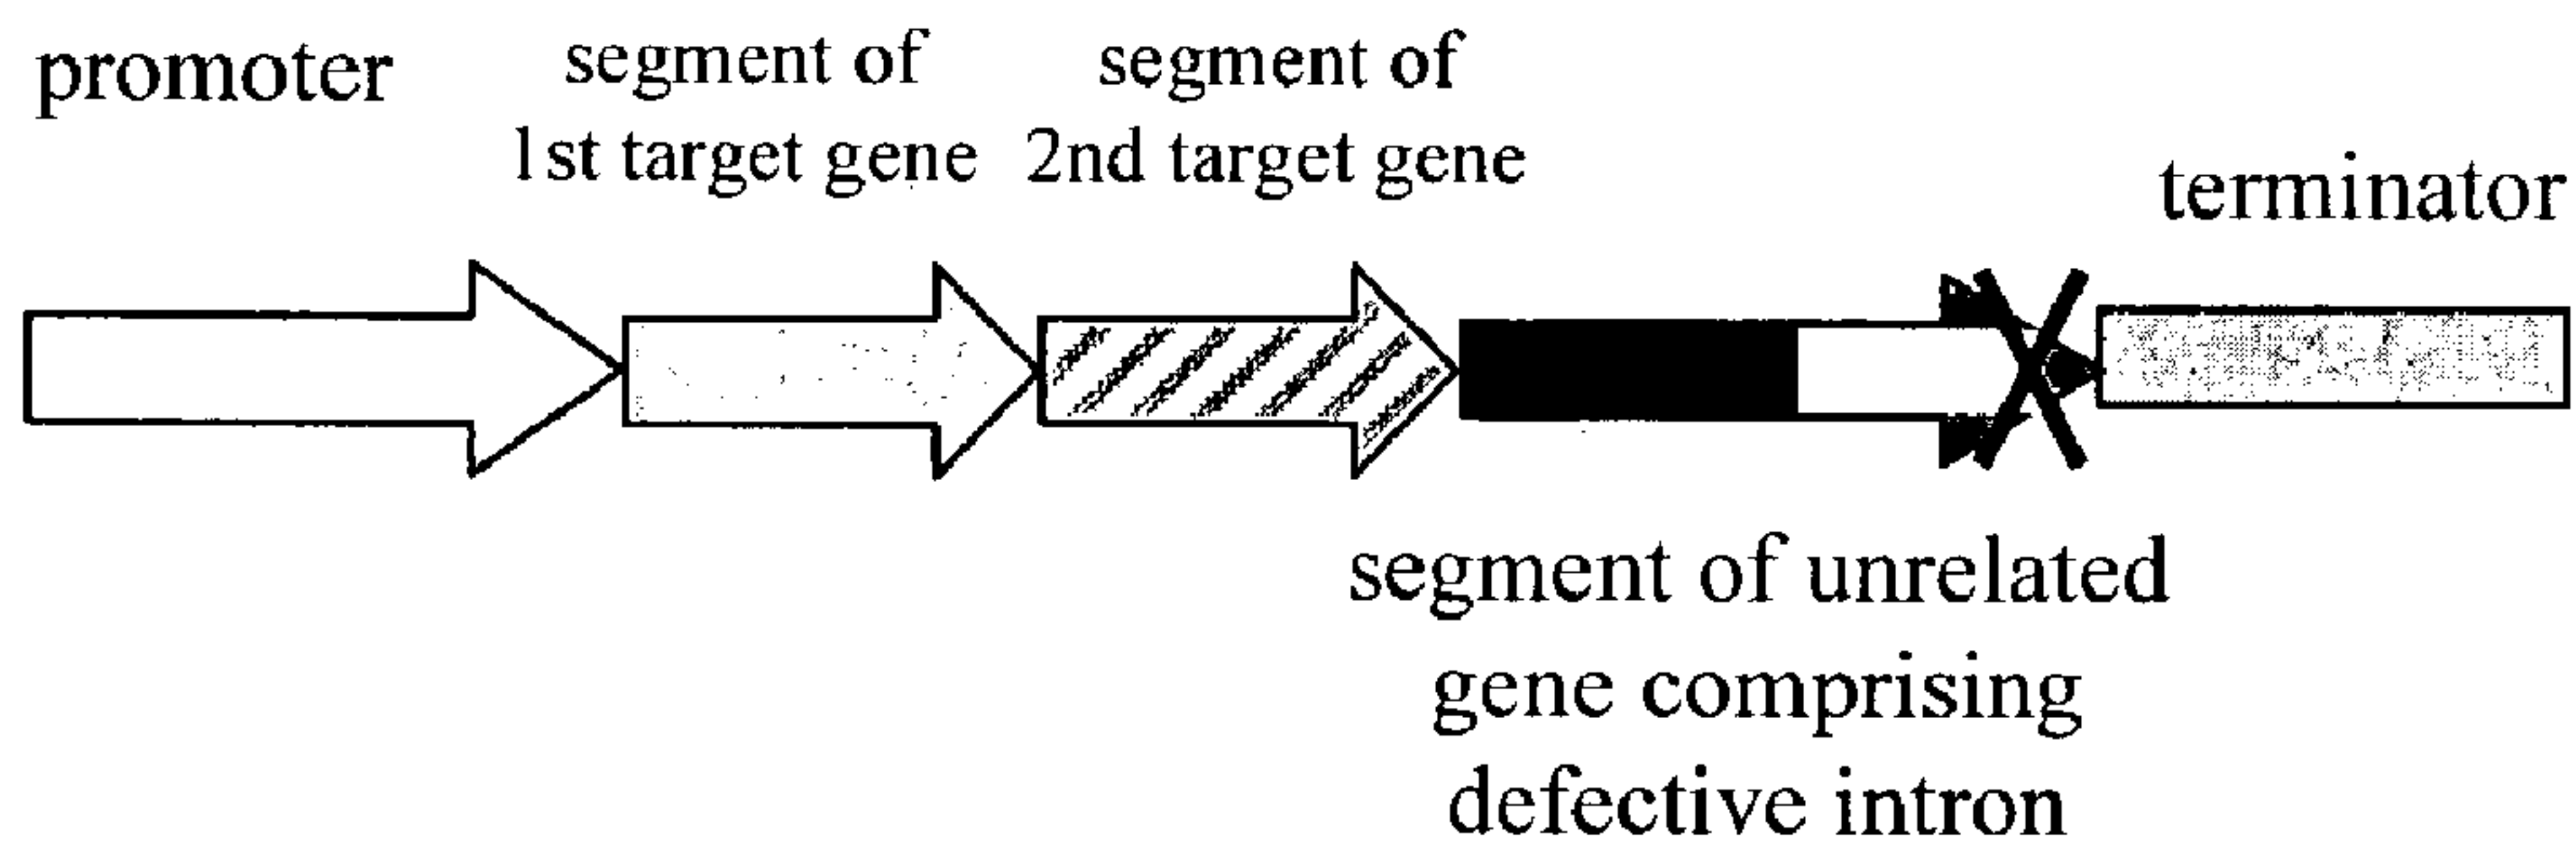 promoter
segment of
1st target gene
segment of
2nd target gene
terminator
segment of unrelated
gene comprising
defective intron